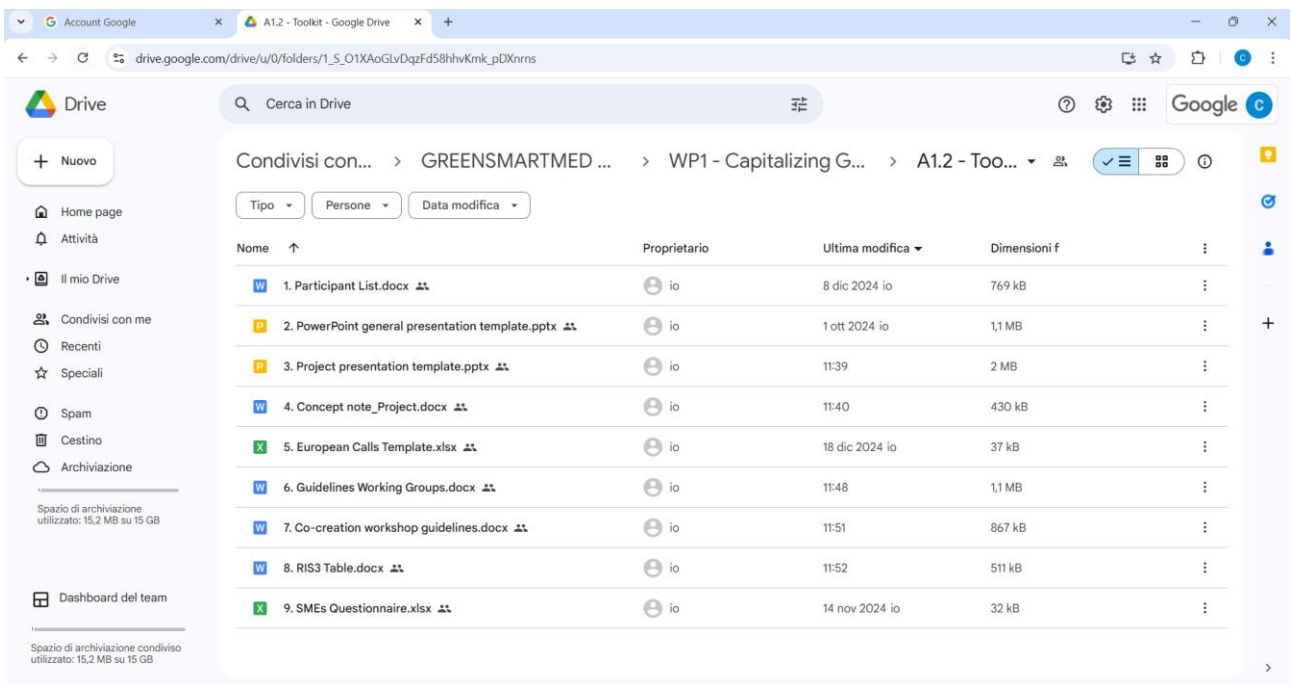 Account Google
A1.2 - Toolkit - Google Drive
drive.google.com/drive/u/0/folders/1_S_O1XAoGLvDqzFd58hhvKmk_pDXnrns
Drive
Cerca in Drive
Google
C
Nuovo
Condivisi con... > GREENSMARTMED ... > WP1 - Capitalizing G... > A1.2 - Too...
Tipo
Persone
Data modifica
Home page
Attività
Il mio Drive
Condivisi con me
Recenti
Speciali
Spam
Cestino
Archiviazione
Spazio di archiviazione
utilizzato: 15,2 MB su 15 GB
Dashboard del team
Spazio di archiviazione condiviso
utilizzato: 15,2 MB su 15 GB
Nome Proprietario Ultima modifica Dimensioni f
1. Participant List.docx io 8 dic 2024 io 769 kB
2. PowerPoint general presentation template.pptx io 1 ott 2024 io 1,1 MB
3. Project presentation template.pptx io 11:39 2 MB
4. Concept note_Project.docx io 11:40 430 kB
5. European Calls Template.xlsx io 18 dic 2024 io 37 kB
6. Guidelines Working Groups.docx io 11:48 1,1 MB
7. Co-creation workshop guidelines.docx io 11:51 867 kB
8. RIS3 Table.docx io 11:52 511 kB
9. SMEs Questionnaire.xlsx io 14 nov 2024 io 32 kB